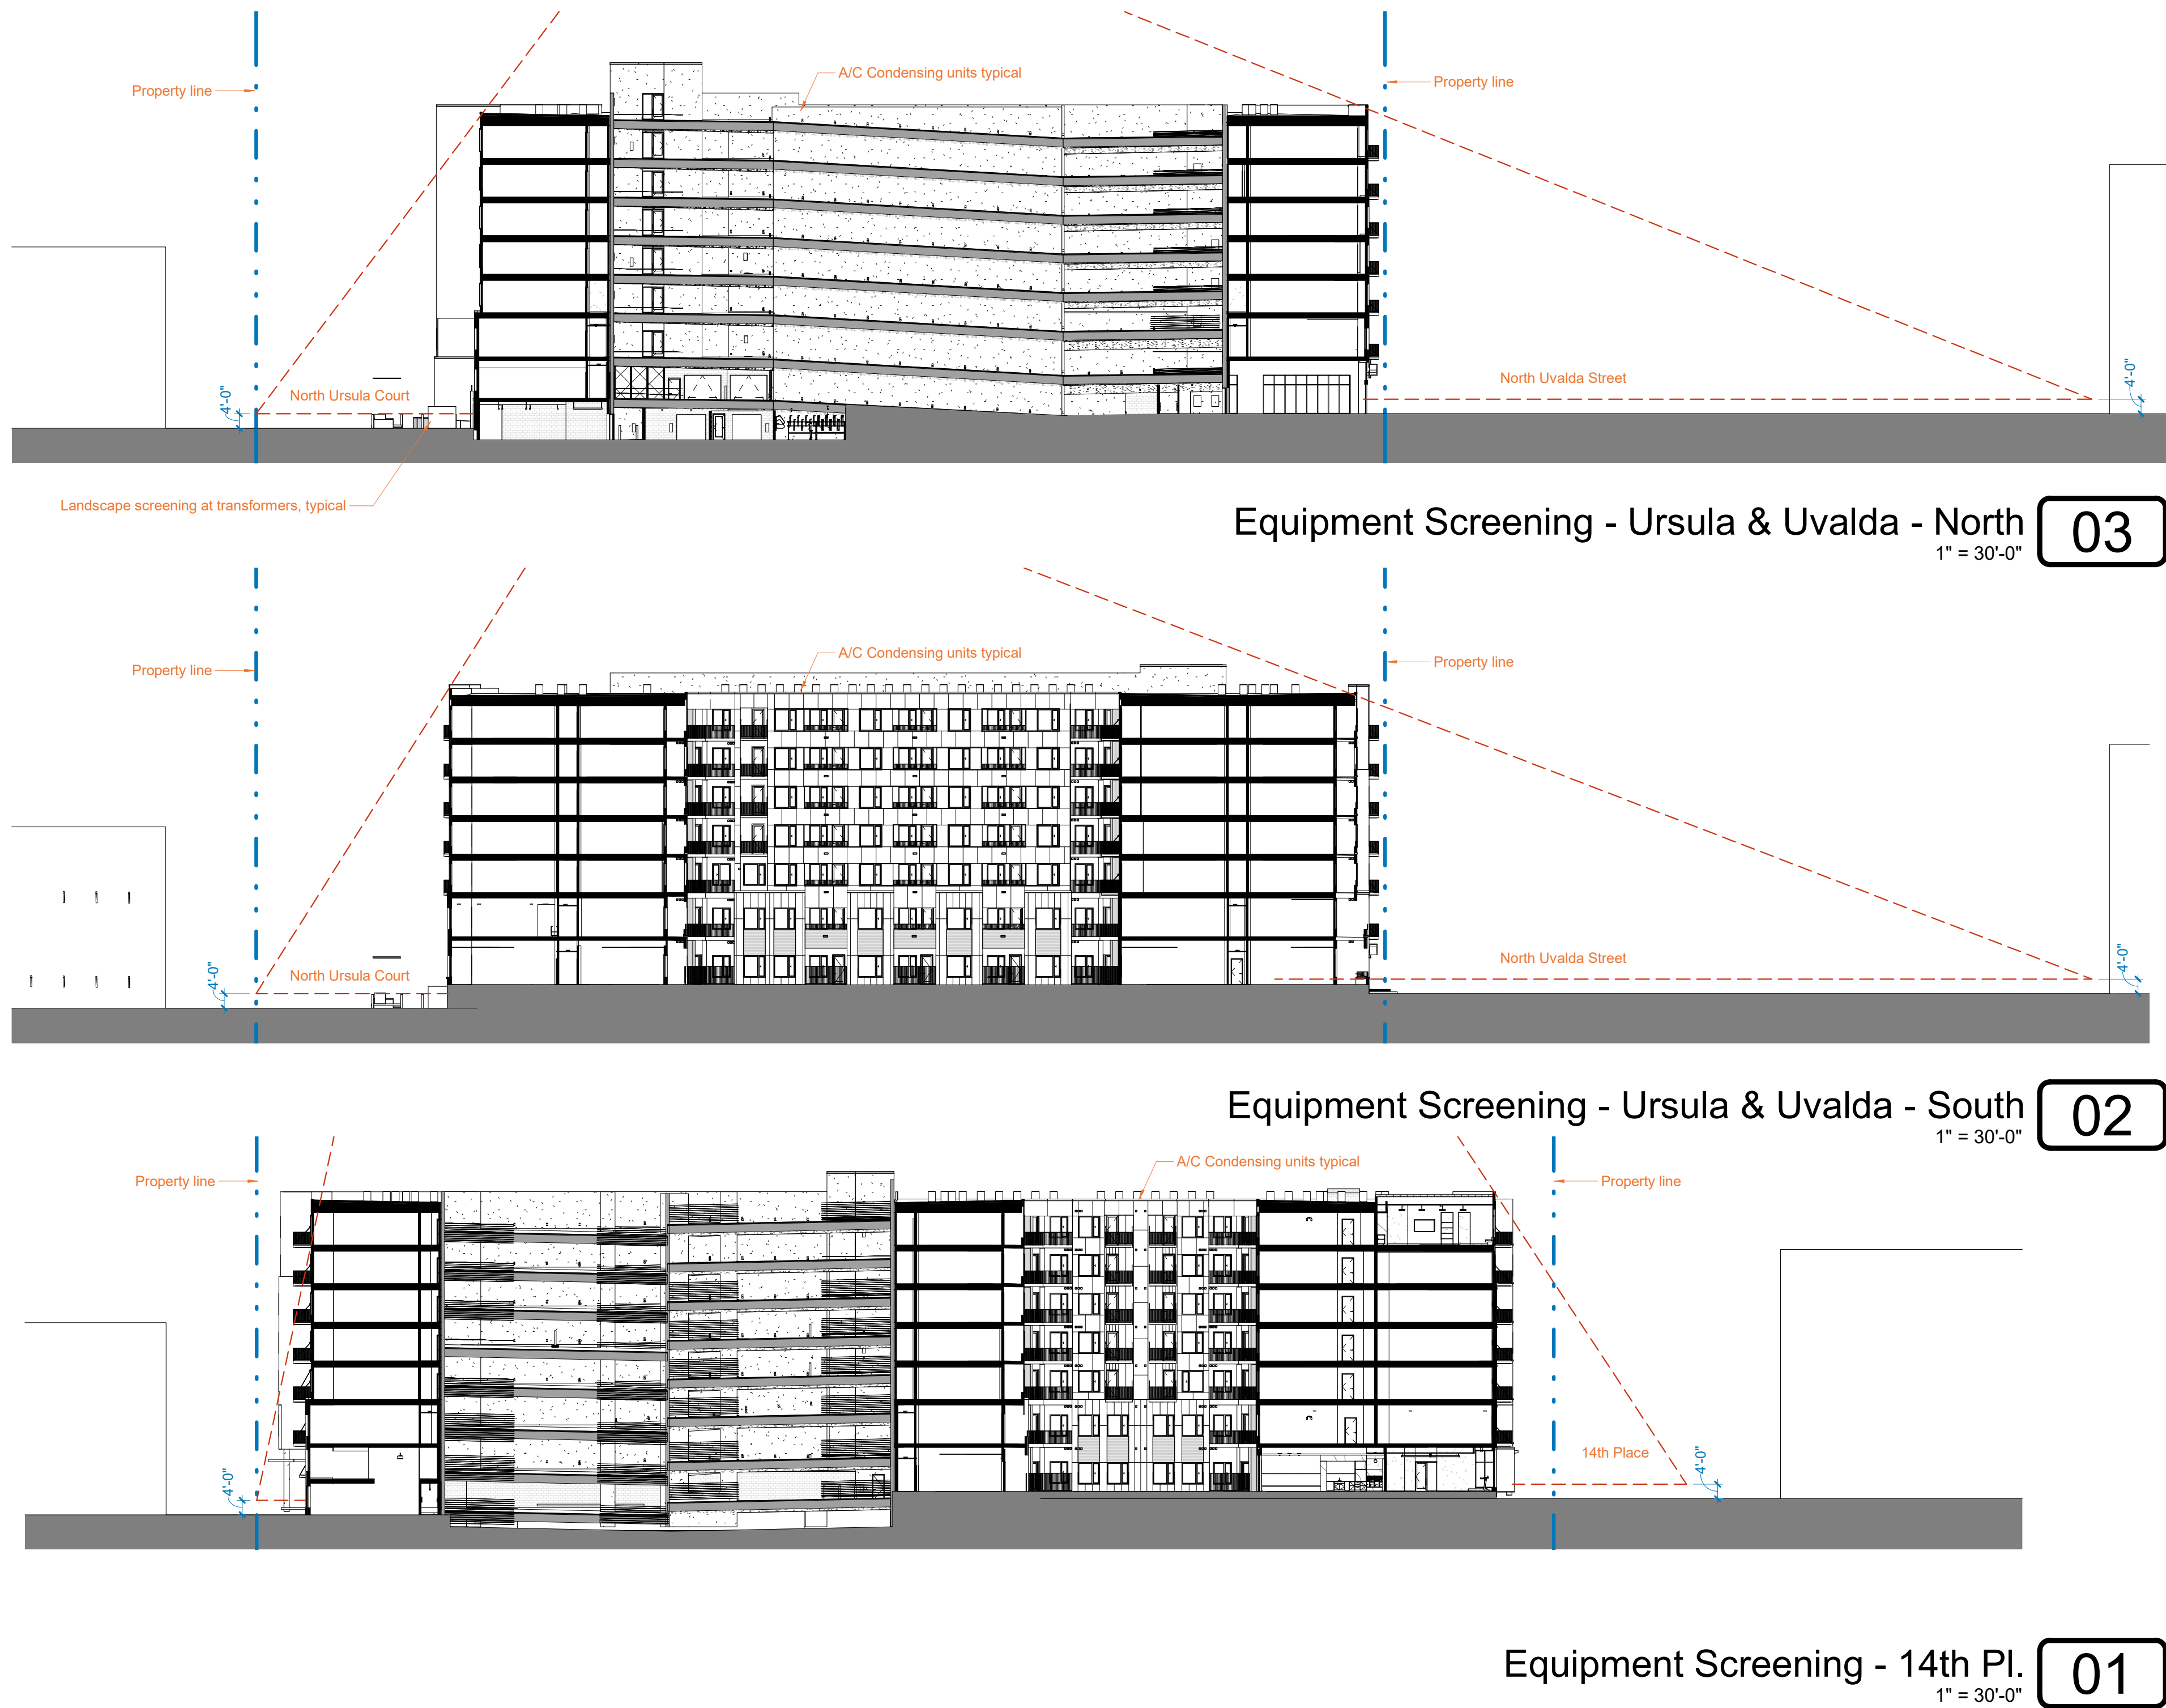 A/C Condensing units typical
Property line
Property line
North Ursula Court
North Uvalda Street
4'-0"
4'-0"
Landscape screening at transformers, typical
Equipment Screening - Ursula & Uvalda - North
1" = 30'-0"
03
A/C Condensing units typical
Property line
Property line
North Ursula Court
North Uvalda Street
4'-0"
4'-0"
Equipment Screening - Ursula & Uvalda - South
1" = 30'-0"
02
A/C Condensing units typical
Property line
Property line
14th Place
4'-0"
4'-0"
Equipment Screening - 14th Pl.
1" = 30'-0"
01